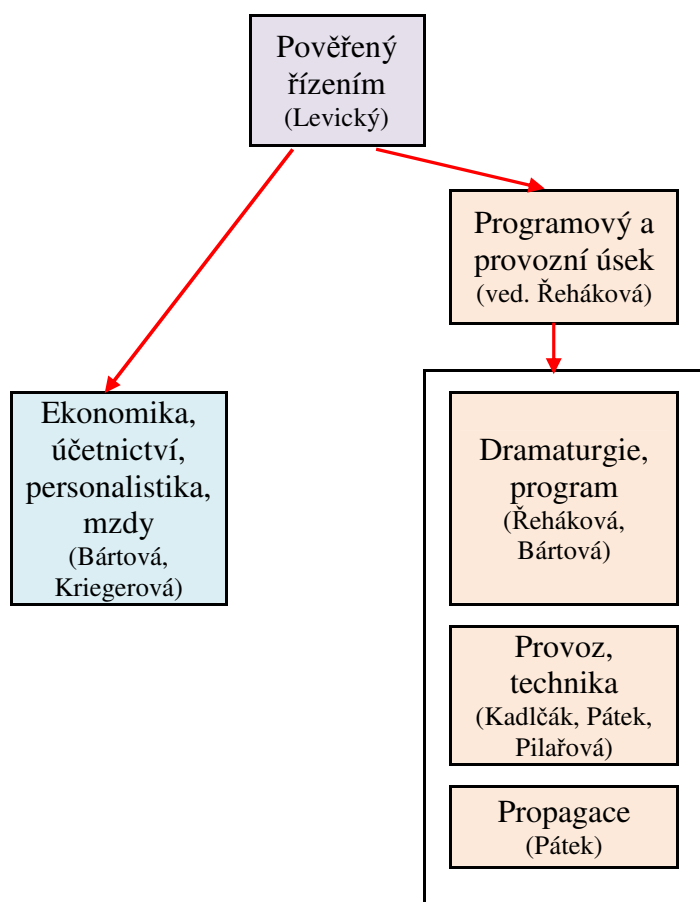 Pověřený
řízením
(Levický)
Programový a
provozní úsek
(ved. Řeháková)
Ekonomika,
účetnictví,
personalistika,
mzdy
(Bártová,
Kriegerová)
Dramaturgie,
program
(Řeháková,
Bártová)
Provoz,
technika
(Kadlčák, Pátek,
Pilařová)
Propagace
(Pátek)